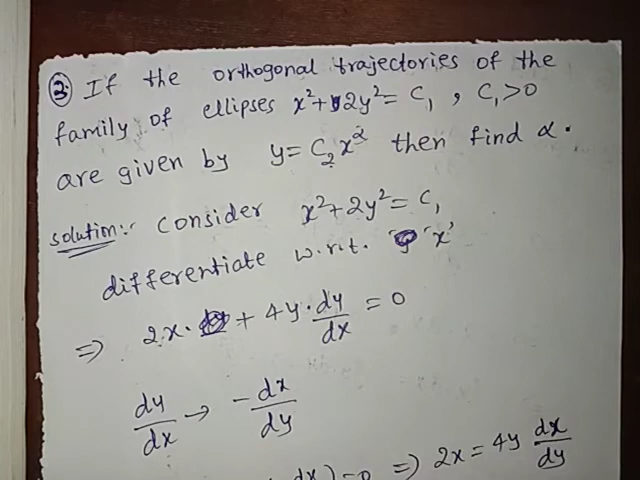 ③ If the orthogonal trajectories of the
family of ellipses x²+2y² = C₁ , C₁>0
are given by y = C₂x^α then find α.
solution:- Consider x²+2y² = C₁
differentiate w.r.t. 'x'
⇒ 2x. + 4y. dy/dx = 0
dy/dx → -dx/dy
dx) = 0 ⇒ 2x = 4y dx/dy